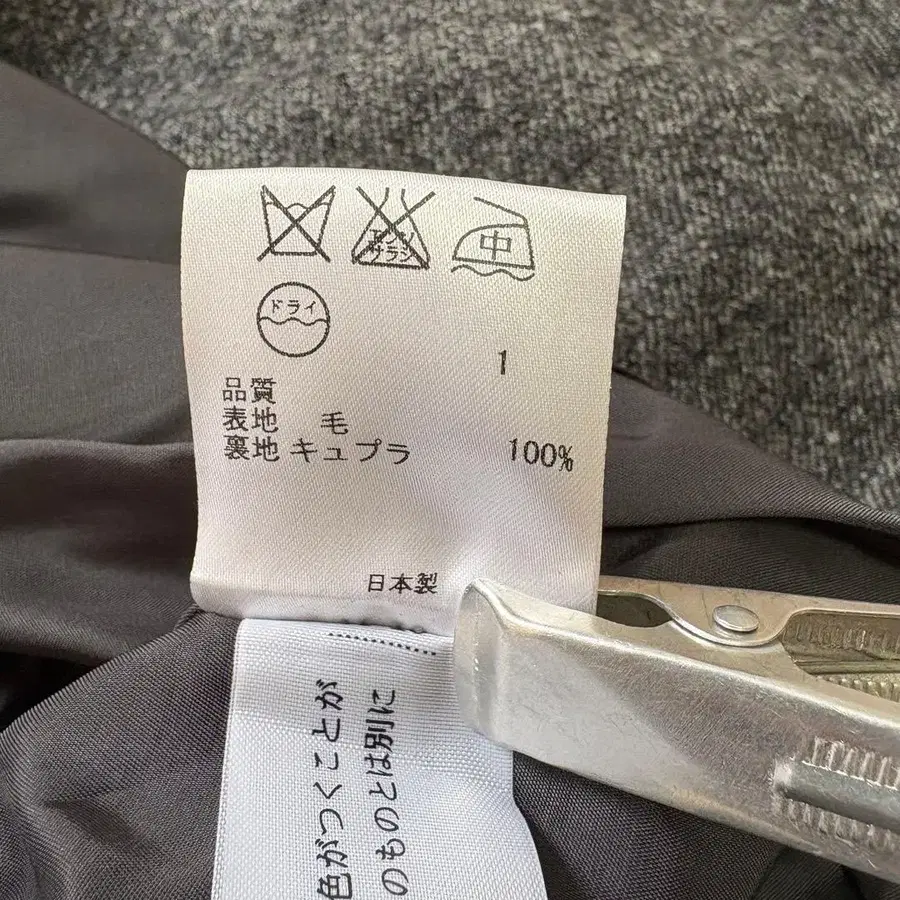 エンソ
サラシ
中
ドライ
1
品質
表地 毛
裏地 キュプラ 100%
日本製
色がつくことが
のものとは別に